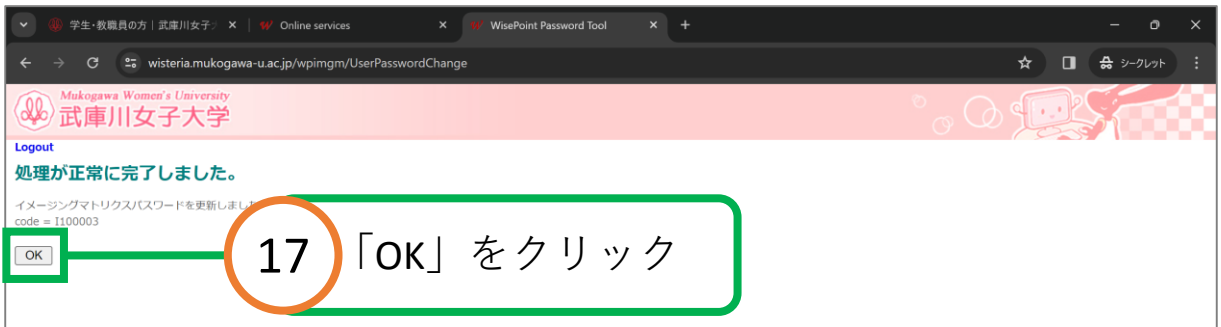 学生・教職員の方｜武庫川女子
Online services
WisePoint Password Tool
wisteria.mukogawa-u.ac.jp/wpimgm/UserPasswordChange
シークレット
Mukogawa Women's University
武庫川女子大学
Logout
処理が正常に完了しました。
イメージングマトリクスパスワードを更新しまし
code = I100003
OK
17 「OK」をクリック